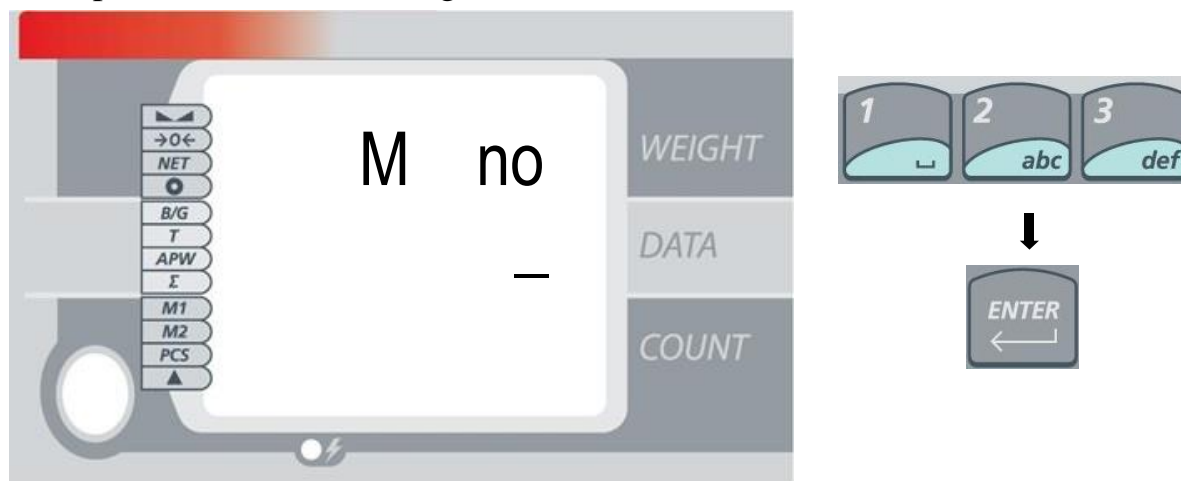 →0←
NET
B/G
T
APW
Σ
M1
M2
PCS
M no
_
WEIGHT
DATA
COUNT
1
2 abc
3 def
ENTER